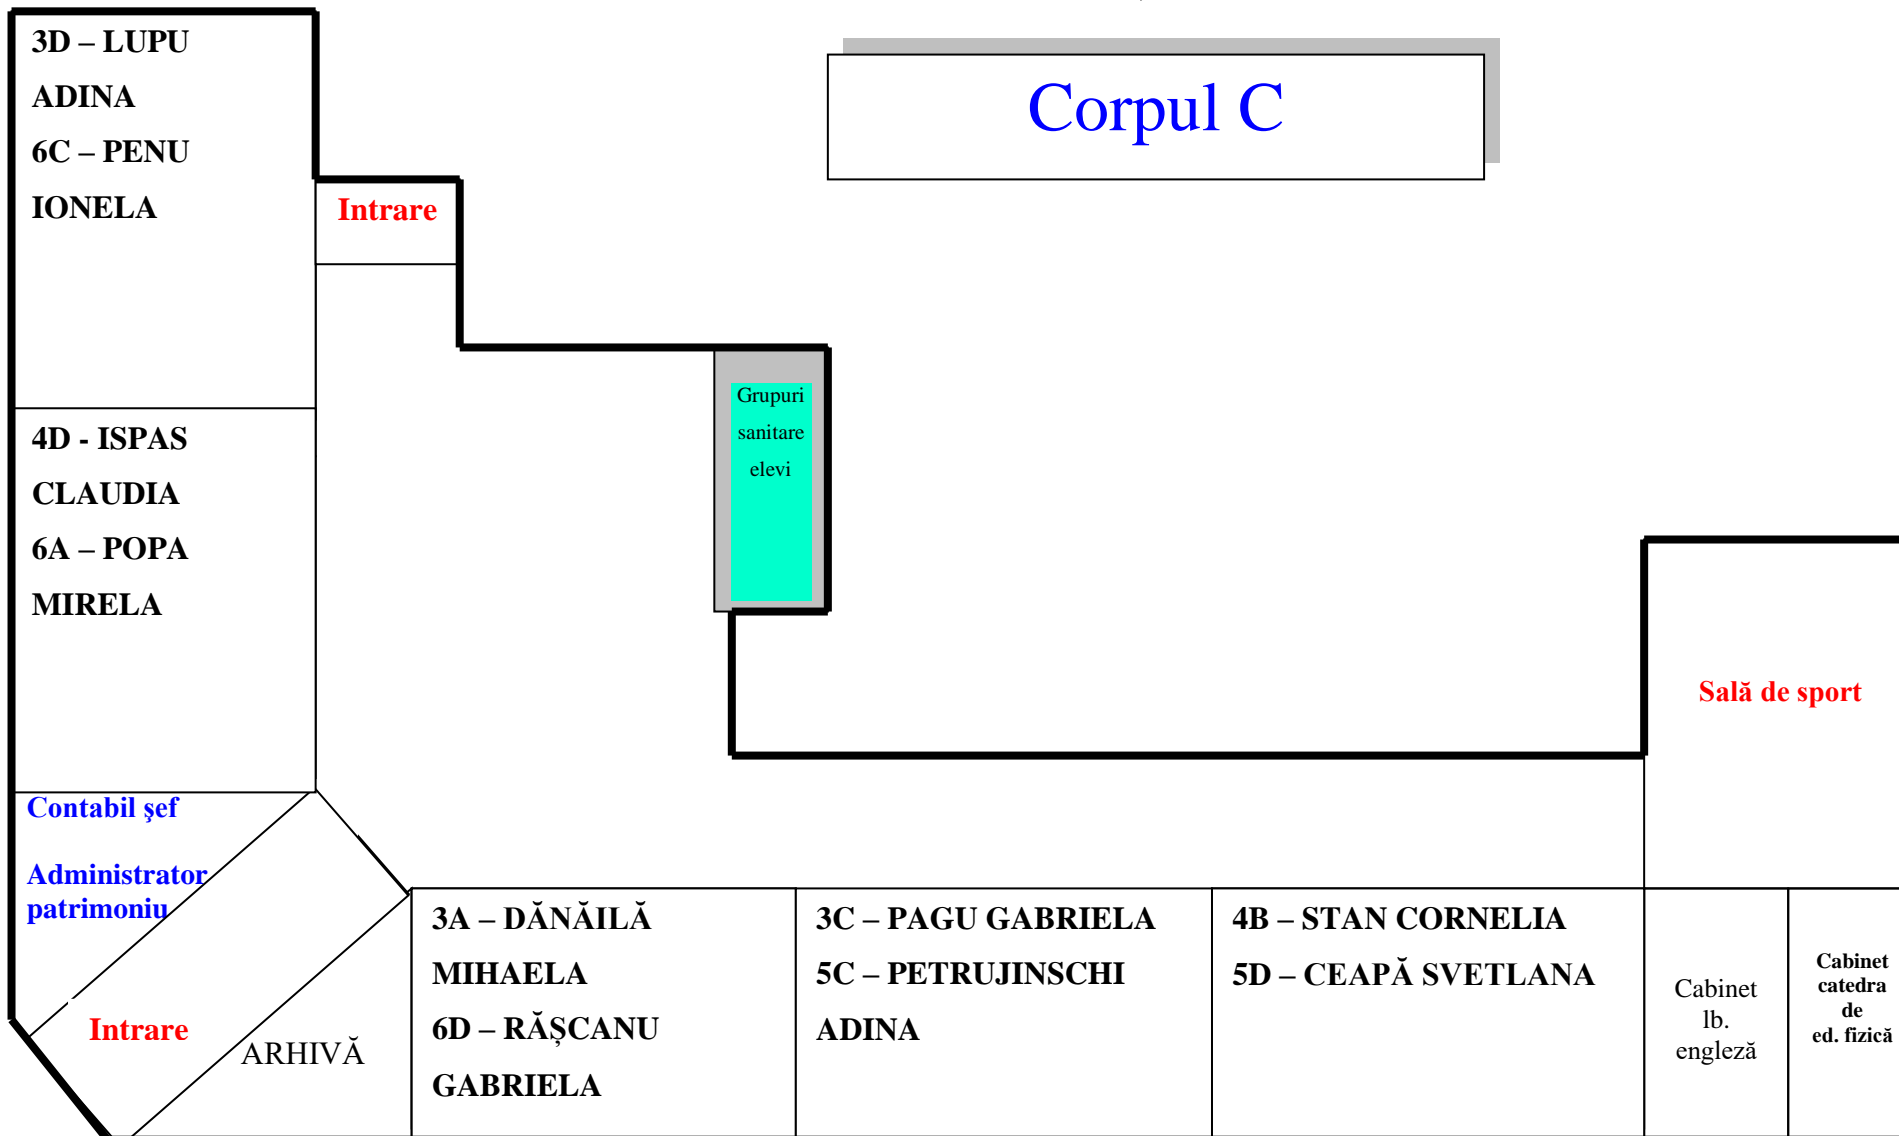 Corpul C
3D – LUPU
ADINA
6C – PENU
IONELA
Intrare
Grupuri
sanitare
elevi
4D - ISPAS
CLAUDIA
6A – POPA
MIRELA
Sală de sport
Contabil şef
Administrator
patrimoniu
Intrare
ARHIVĂ
3A – DĂNĂILĂ
MIHAELA
6D – RĂȘCANU
GABRIELA
3C – PAGU GABRIELA
5C – PETRUJINSCHI
ADINA
4B – STAN CORNELIA
5D – CEAPĂ SVETLANA
Cabinet
lb.
engleză
Cabinet
catedra
de
ed. fizică